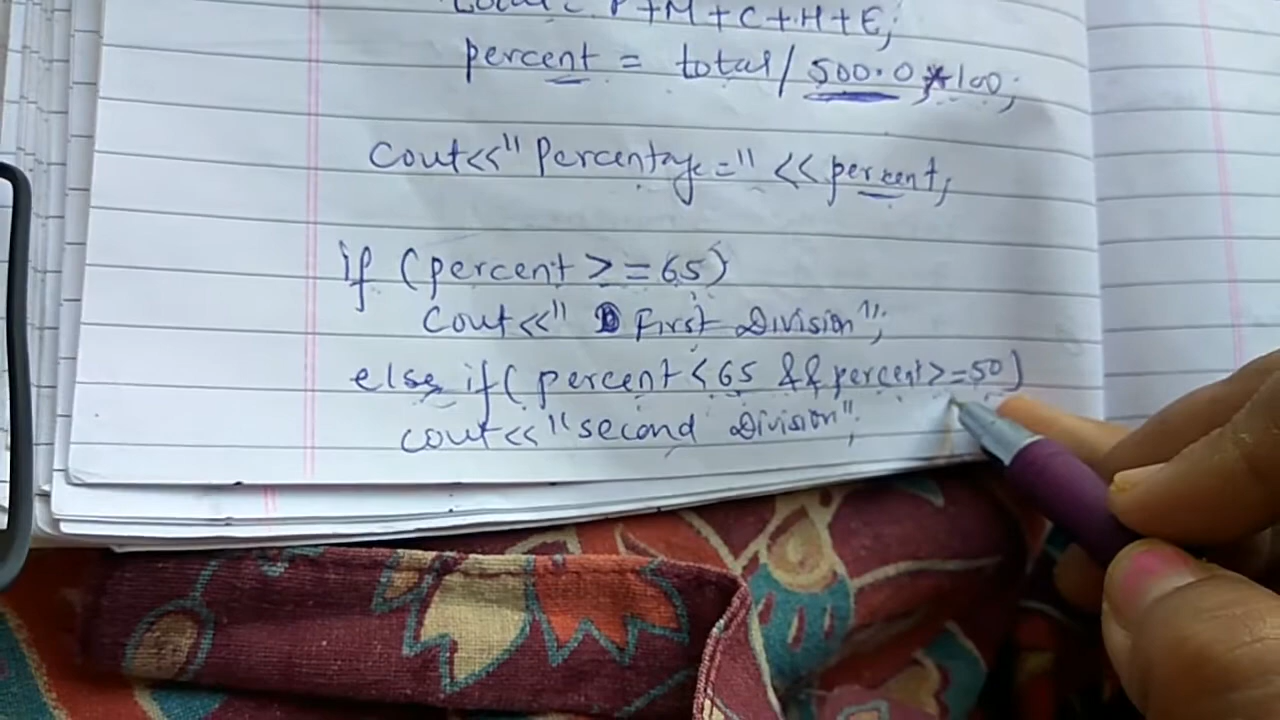 total = P+M+C+H+E;
percent = total/500.0*100;
cout<<"Percentage="<<percent;
if (percent >= 65)
cout<<" First Division";
else if(percent<65 && percent>=50)
cout<<"second Division";